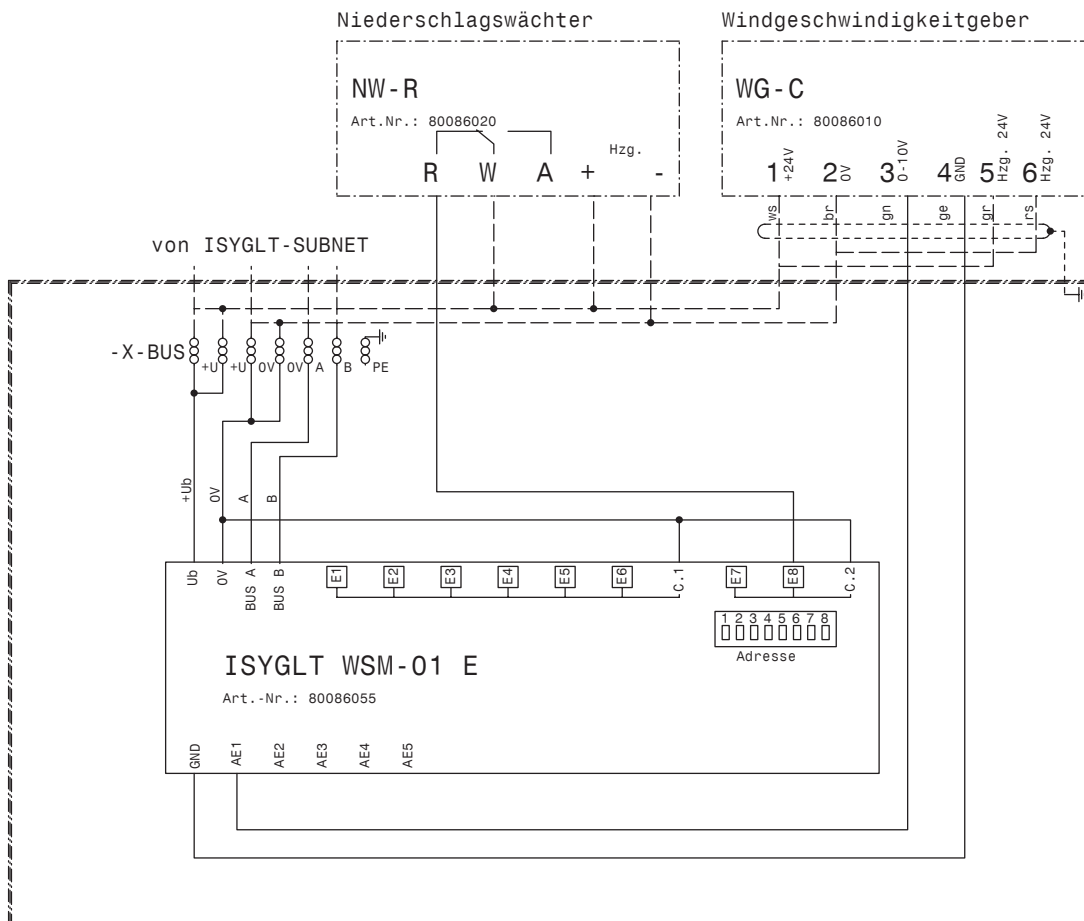 Niederschlagswächter
Windgeschwindigkeitgeber
NW-R
Art.Nr.: 80086020
Hzg.
R W A + -
WG-C
Art.Nr.: 80086010
1 +24V 2 0V 3 0-10V 4 GND 5 Hzg. 24V 6 Hzg. 24V
ws br gn ge gr rs
von ISYGLT-SUBNET
-X-BUS
+U +U 0V 0V A B PE
+Ub 0V A B
Ub 0V BUS A BUS B E1 E2 E3 E4 E5 E6 C.1 E7 E8 C.2
1 2 3 4 5 6 7 8
Adresse
ISYGLT WSM-01 E
Art.-Nr.: 80086055
GND AE1 AE2 AE3 AE4 AE5